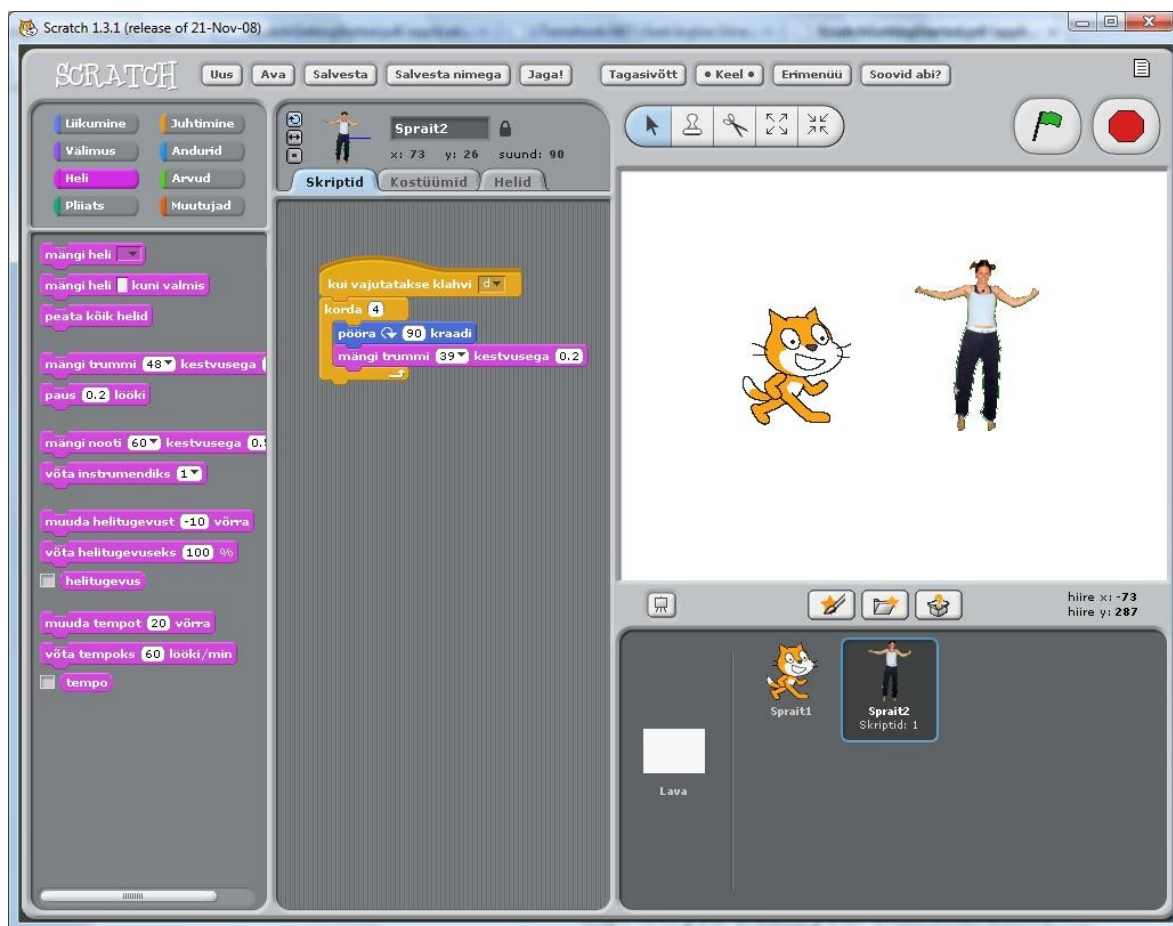 Scratch 1.3.1 (release of 21-Nov-08)
SCRATCH Uus Ava Salvesta Salvesta nimega Jaga! Tagasivõtt • Keel • Erimenüü Soovid abi?
Liikumine Juhtimine
Välimus Andurid
Heli Arvud
Pliiats Muutujad
Sprait2
x: 73 y: 26 suund: 90
Skriptid Kostüümid Helid
mängi heli
mängi heli kuni valmis
peata kõik helid
mängi trummi 48 kestvusega
paus 0.2 lööki
mängi nooti 60 kestvusega 0.5
võta instrumendiks 1
muuda helitugevust -10 võrra
võta helitugevuseks 100 %
helitugevus
muuda tempot 20 võrra
võta tempoks 60 lööki/min
tempo
kui vajutatakse klahvi d
korda 4
pööra 90 kraadi
mängi trummi 39 kestvusega 0.2
hiire x: -73
hiire y: 287
Sprait1
Sprait2
Skriptid: 1
Lava